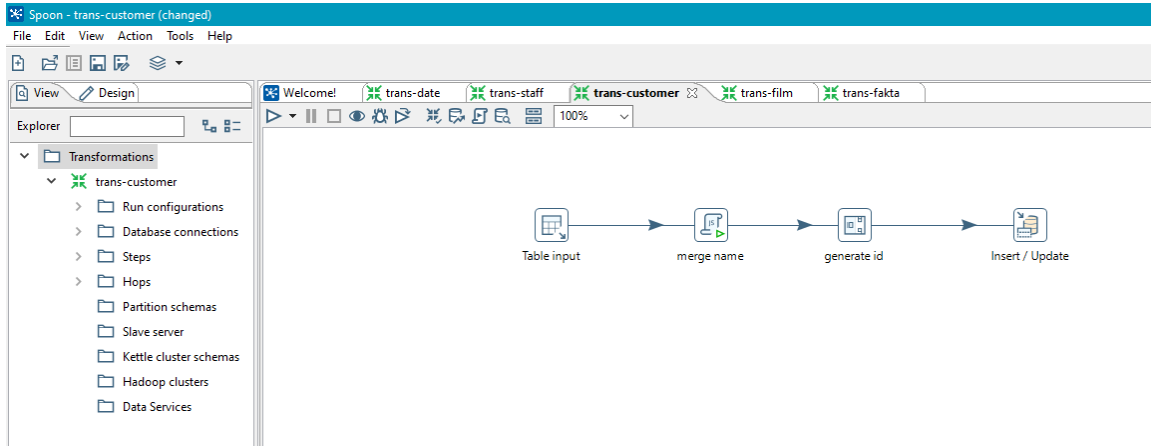 Spoon - trans-customer (changed)
File Edit View Action Tools Help
View Design
Welcome! trans-date trans-staff trans-customer trans-film trans-fakta
Explorer
100%
Transformations
trans-customer
Run configurations
Database connections
Steps
Hops
Partition schemas
Slave server
Kettle cluster schemas
Hadoop clusters
Data Services
Table input merge name generate id Insert / Update